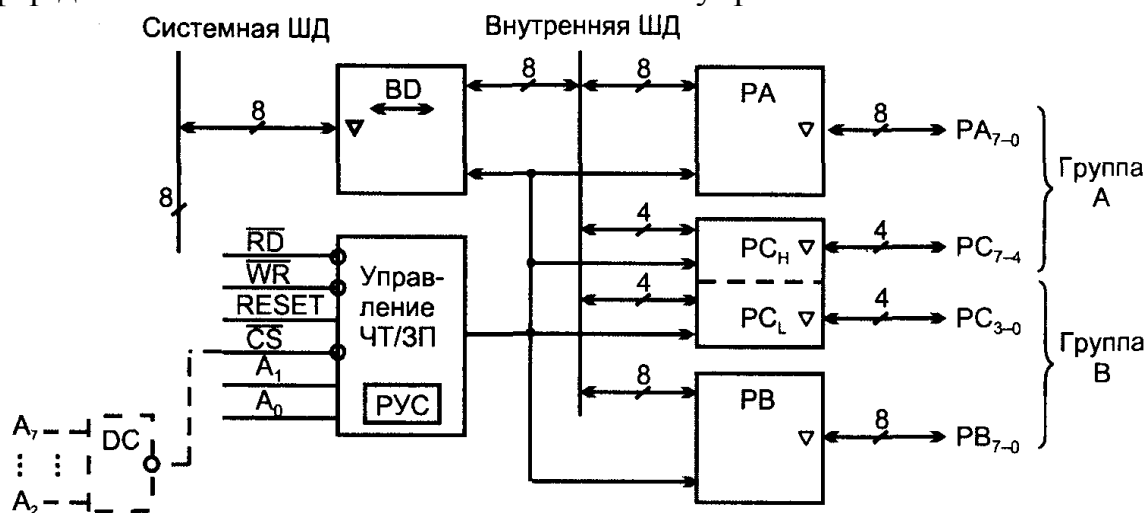 Системная ШД
Внутренняя ШД
8
BD
8
8
PA
8
PA7–0
Группа
A
8
4
PCH
4
PC7–4
4
PCL
4
PC3–0
Группа
B
8
PB
8
PB7–0
RD
WR
RESET
CS
A1
A0
Управ-
ление
ЧТ/ЗП
РУС
A7
DC
A2